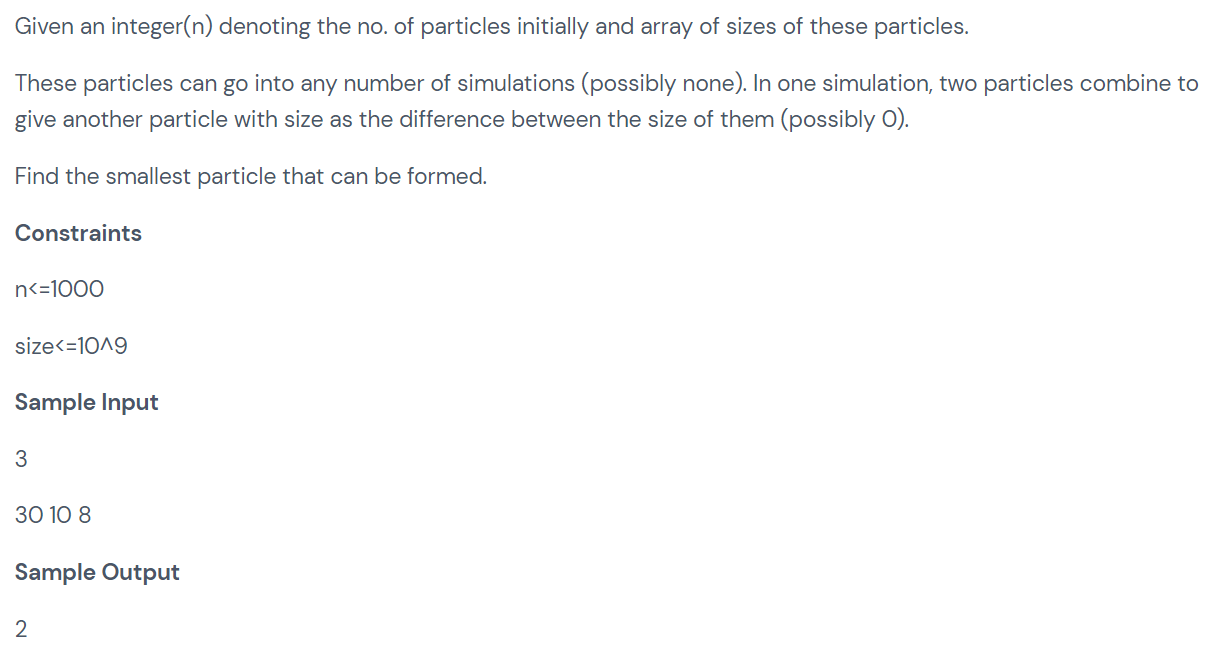 Given an integer(n) denoting the no. of particles initially and array of sizes of these particles.
These particles can go into any number of simulations (possibly none). In one simulation, two particles combine to
give another particle with size as the difference between the size of them (possibly 0).
Find the smallest particle that can be formed.
Constraints
n<=1000
size<=10^9
Sample Input
3
30 10 8
Sample Output
2